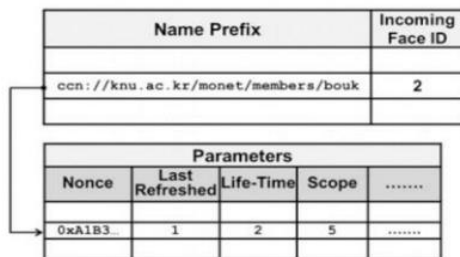 Name Prefix
Incoming
Face ID
ccn://knu.ac.kr/monet/members/bouk 2
Parameters
Nonce Last Refreshed Life-Time Scope .......
0xA1B3… 1 2 5 .......